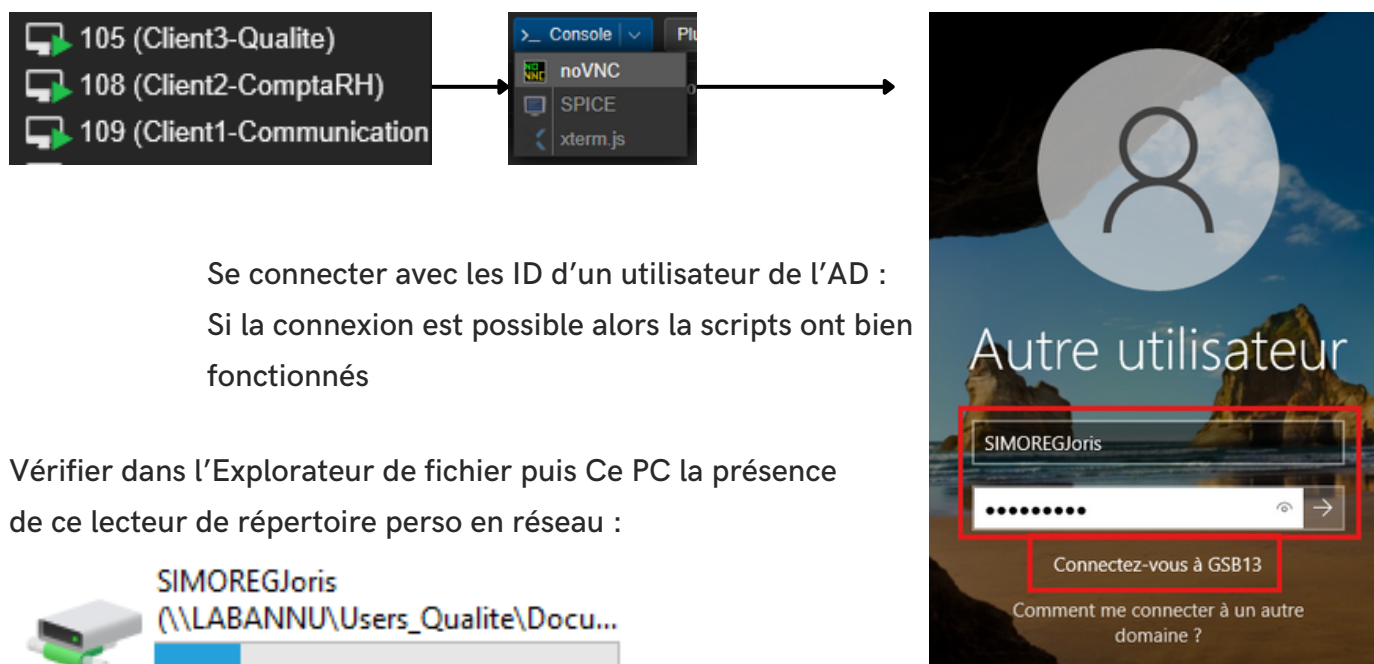 105 (Client3-Qualite)
108 (Client2-ComptaRH)
109 (Client1-Communication
>_ Console
noVNC
SPICE
xterm.js
Se connecter avec les ID d’un utilisateur de l’AD :
Si la connexion est possible alors la scripts ont bien
fonctionnés
Vérifier dans l’Explorateur de fichier puis Ce PC la présence
de ce lecteur de répertoire perso en réseau :
SIMOREGJoris
(\\LABANNU\Users_Qualite\Docu...
Autre utilisateur
SIMOREGJoris
Connectez-vous à GSB13
Comment me connecter à un autre
domaine ?